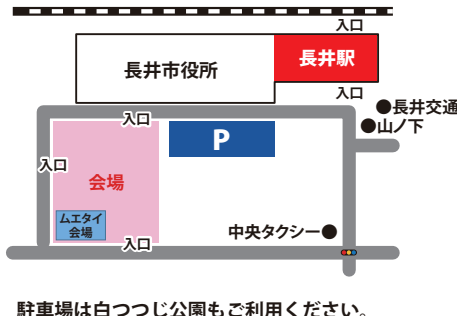 入口
長井駅
長井市役所
入口
●長井交通
●山ノ下
入口
P
入口
会場
ムエタイ
会場
中央タクシー●
入口
駐車場は白つつじ公園もご利用ください。